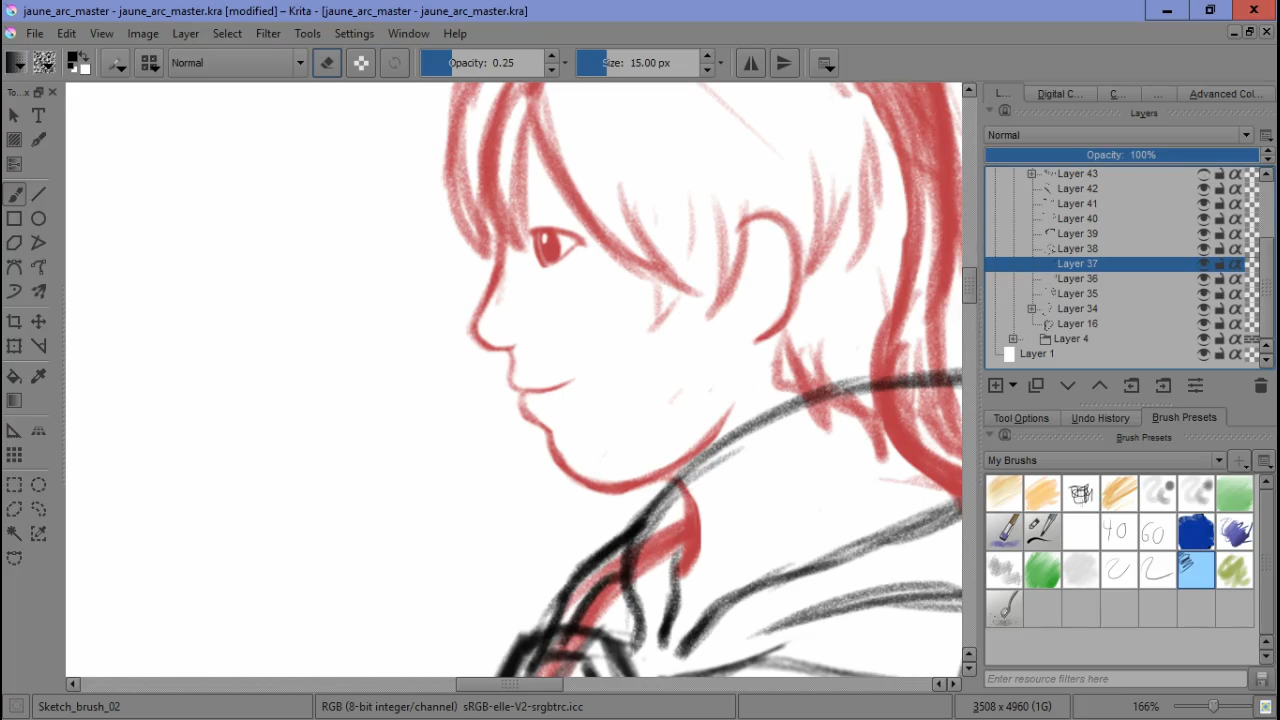 jaune_arc_master - jaune_arc_master.kra [modified] - Krita - [jaune_arc_master - jaune_arc_master.kra]
File Edit View Image Layer Select Filter Tools Settings Window Help
Normal Opacity: 0.25 Size: 15.00 px
To... L... Digital C... C... ... Advanced Col...
Layers
Normal
Opacity: 100%
Layer 43
Layer 42
Layer 41
Layer 40
Layer 39
Layer 38
Layer 37
Layer 36
Layer 35
Layer 34
Layer 16
Layer 4
Layer 1
Tool Options Undo History Brush Presets
Brush Presets
My Brushes
40 60
Enter resource filters here
Sketch_brush_02 RGB (8-bit integer/channel) sRGB-elle-V2-srgbtrc.icc 3508 x 4960 (1G) 166%